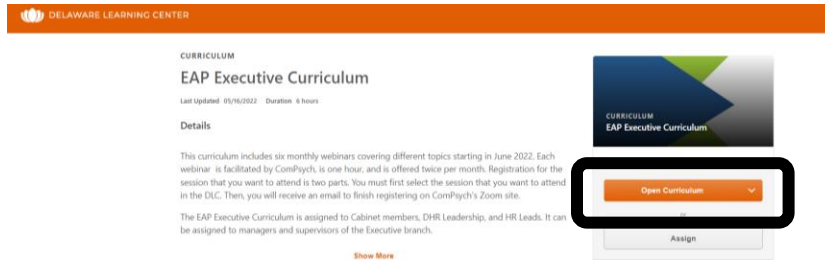 DELAWARE LEARNING CENTER
CURRICULUM
EAP Executive Curriculum
Last Updated 05/16/2022 Duration 6 hours
Details
This curriculum includes six monthly webinars covering different topics starting in June 2022. Each
webinar is facilitated by ComPsych, is one hour, and is offered twice per month. Registration for the
session that you want to attend is two parts. You must first select the session that you want to attend
in the DLC. Then, you will receive an email to finish registering on ComPsych's Zoom site.
The EAP Executive Curriculum is assigned to Cabinet members, DHR Leadership, and HR Leads. It can
be assigned to managers and supervisors of the Executive branch.
Show More
CURRICULUM
EAP Executive Curriculum
Open Curriculum
or
Assign